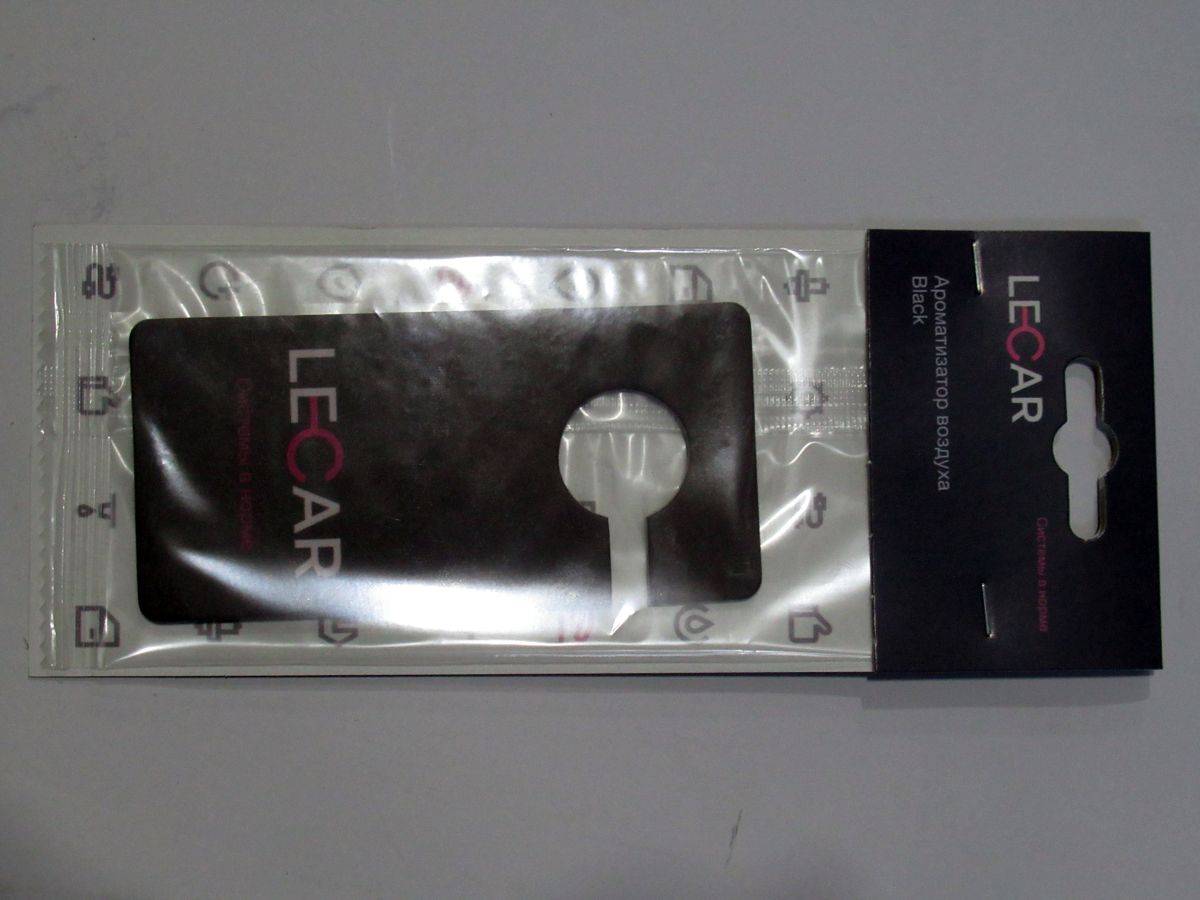 LECAR
Системы в норме
Ароматизатор воздуха
Black
LECAR
Системы в норме